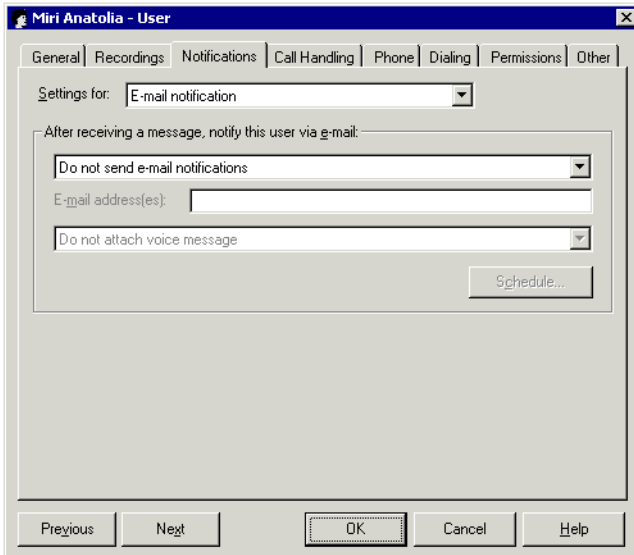 Miri Anatolia - User
General Recordings Notifications Call Handling Phone Dialing Permissions Other
Settings for: E-mail notification
After receiving a message, notify this user via e-mail:
Do not send e-mail notifications
E-mail address(es):
Do not attach voice message
Schedule...
Previous Next OK Cancel Help